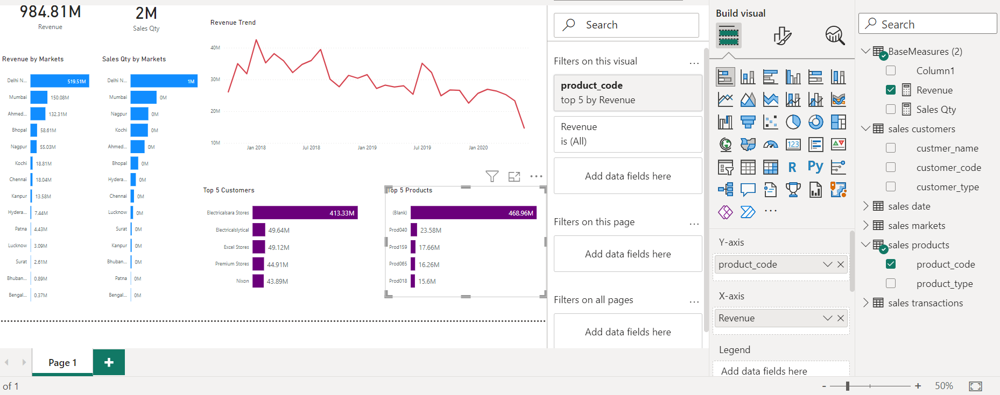 984.81M
Revenue
2M
Sales Qty
Revenue by Markets
Delhi N... 519.51M
Mumbai 150.08M
Ahmed... 132.31M
Bhopal 58.61M
Nagpur 55.03M
Kochi 18.81M
Chennai 18.04M
Kanpur 13.58M
Hydera... 7.44M
Patna 4.43M
Lucknow 3.09M
Surat 2.61M
Bhuban... 0.89M
Bengal... 0.37M
Sales Qty by Markets
Delhi N... 1M
Mumbai 0M
Nagpur 0M
Kochi 0M
Ahmed... 0M
Bhopal 0M
Hydera... 0M
Chennai 0M
Lucknow 0M
Surat 0M
Kanpur 0M
Bhuban... 0M
Patna 0M
Bengal... 0M
Revenue Trend
40M
30M
20M
10M
Jan 2018 Jul 2018 Jan 2019 Jul 2019 Jan 2020
Top 5 Customers
Electricalsara Stores 413.33M
Electricalslytical 49.64M
Excel Stores 49.12M
Premium Stores 44.91M
Nixon 43.89M
Top 5 Products
(Blank) 468.96M
Prod040 23.58M
Prod159 17.66M
Prod065 16.26M
Prod018 15.6M
Page 1
of 1
Search
Filters on this visual ...
product_code
top 5 by Revenue
Revenue
is (All)
Add data fields here
Filters on this page ...
Add data fields here
Filters on all pages ...
Add data fields here
Build visual
123
R Py
...
Y-axis
product_code
X-axis
Revenue
Legend
Add data fields here
Search
BaseMeasures (2)
Column1
Revenue
Sales Qty
sales customers
custmer_name
customer_code
customer_type
sales date
sales markets
sales products
product_code
product_type
sales transactions
- + 50%